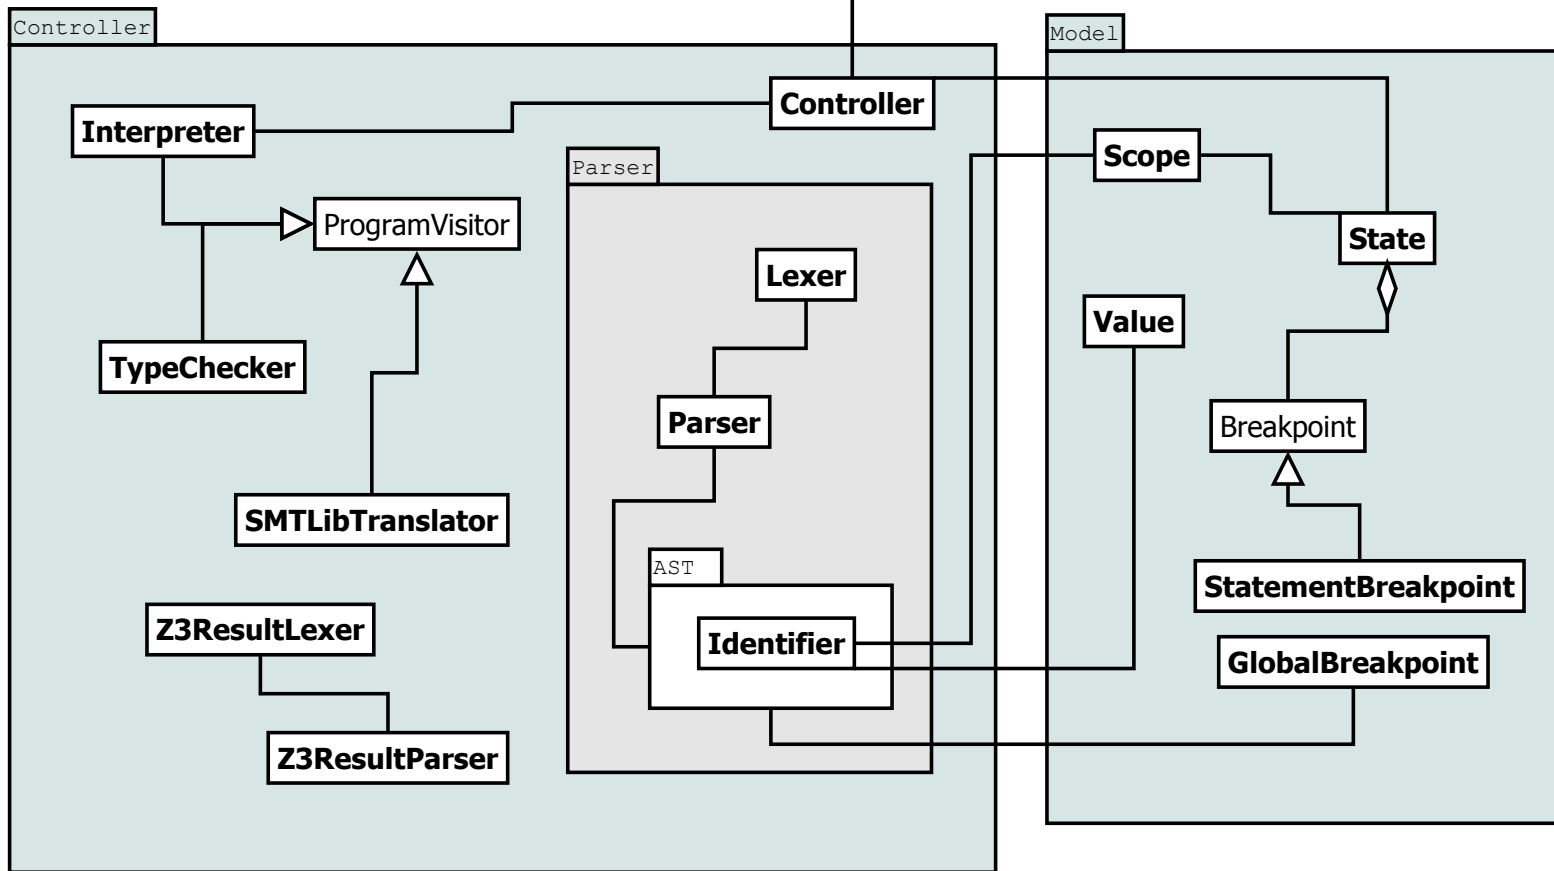 Controller
Model
Controller
Interpreter
Scope
Parser
ProgramVisitor
State
Lexer
Value
TypeChecker
Parser
Breakpoint
SMTLibTranslator
AST
StatementBreakpoint
Z3ResultLexer
Identifier
GlobalBreakpoint
Z3ResultParser